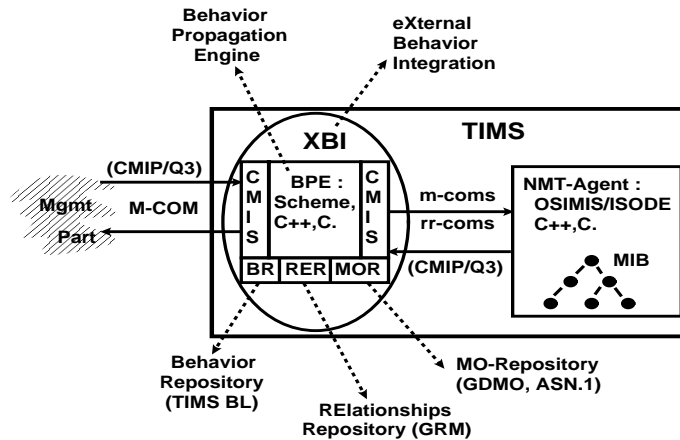 Behavior
Propagation
Engine
eXternal
Behavior
Integration
TIMS
XBI
(CMIP/Q3)
Mgmt
M-COM
Part
CMIS
BPE :
Scheme,
C++,C.
CMIS
BR RER MOR
m-coms
rr-coms
(CMIP/Q3)
NMT-Agent :
OSIMIS/ISODE
C++,C.
MIB
Behavior
Repository
(TIMS BL)
RElationships
Repository (GRM)
MO-Repository
(GDMO, ASN.1)